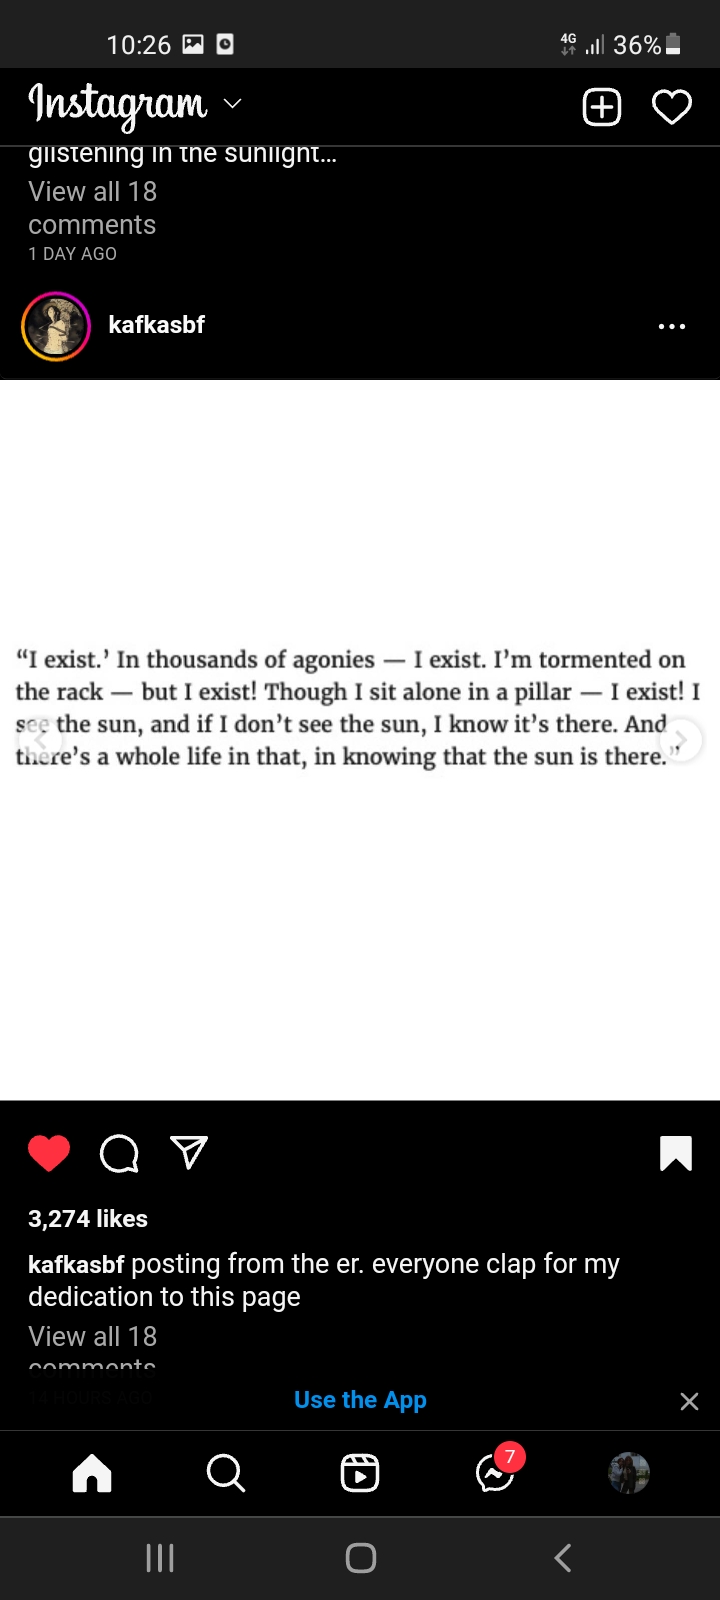 10:26
4G
36%
Instagram
glistening in the sunlight...
View all 18
comments
1 DAY AGO
kafkasbf
“I exist.’ In thousands of agonies — I exist. I’m tormented on
the rack — but I exist! Though I sit alone in a pillar — I exist! I
see the sun, and if I don’t see the sun, I know it’s there. And
there’s a whole life in that, in knowing that the sun is there.”
3,274 likes
kafkasbf posting from the er. everyone clap for my
dedication to this page
View all 18
comments
14 HOURS AGO
Use the App
7